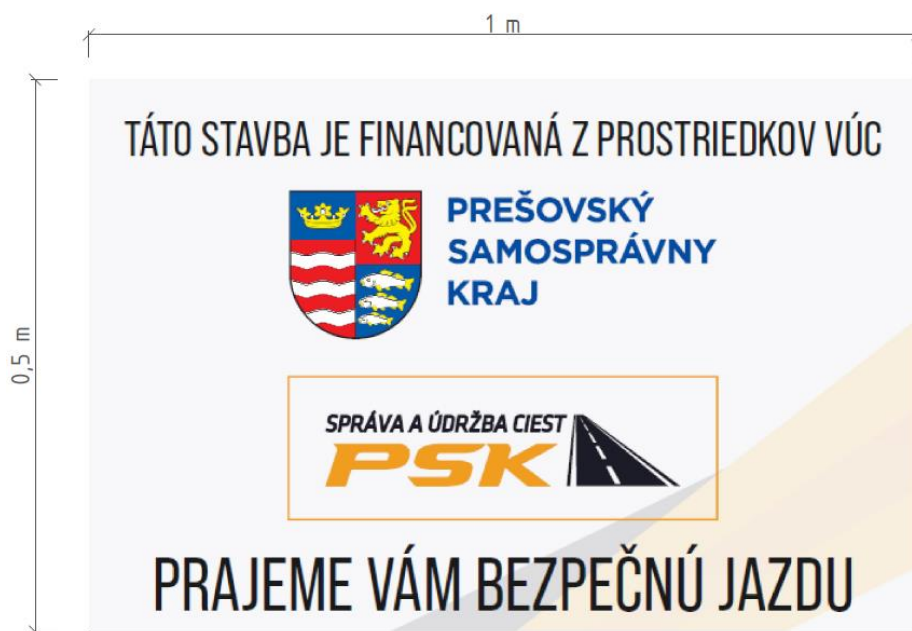 1 m
0,5 m
TÁTO STAVBA JE FINANCOVANÁ Z PROSTRIEDKOV VÚC
PREŠOVSKÝ
SAMOSPRÁVNY
KRAJ
SPRÁVA A ÚDRŽBA CIEST
PSK
PRAJEME VÁM BEZPEČNÚ JAZDU